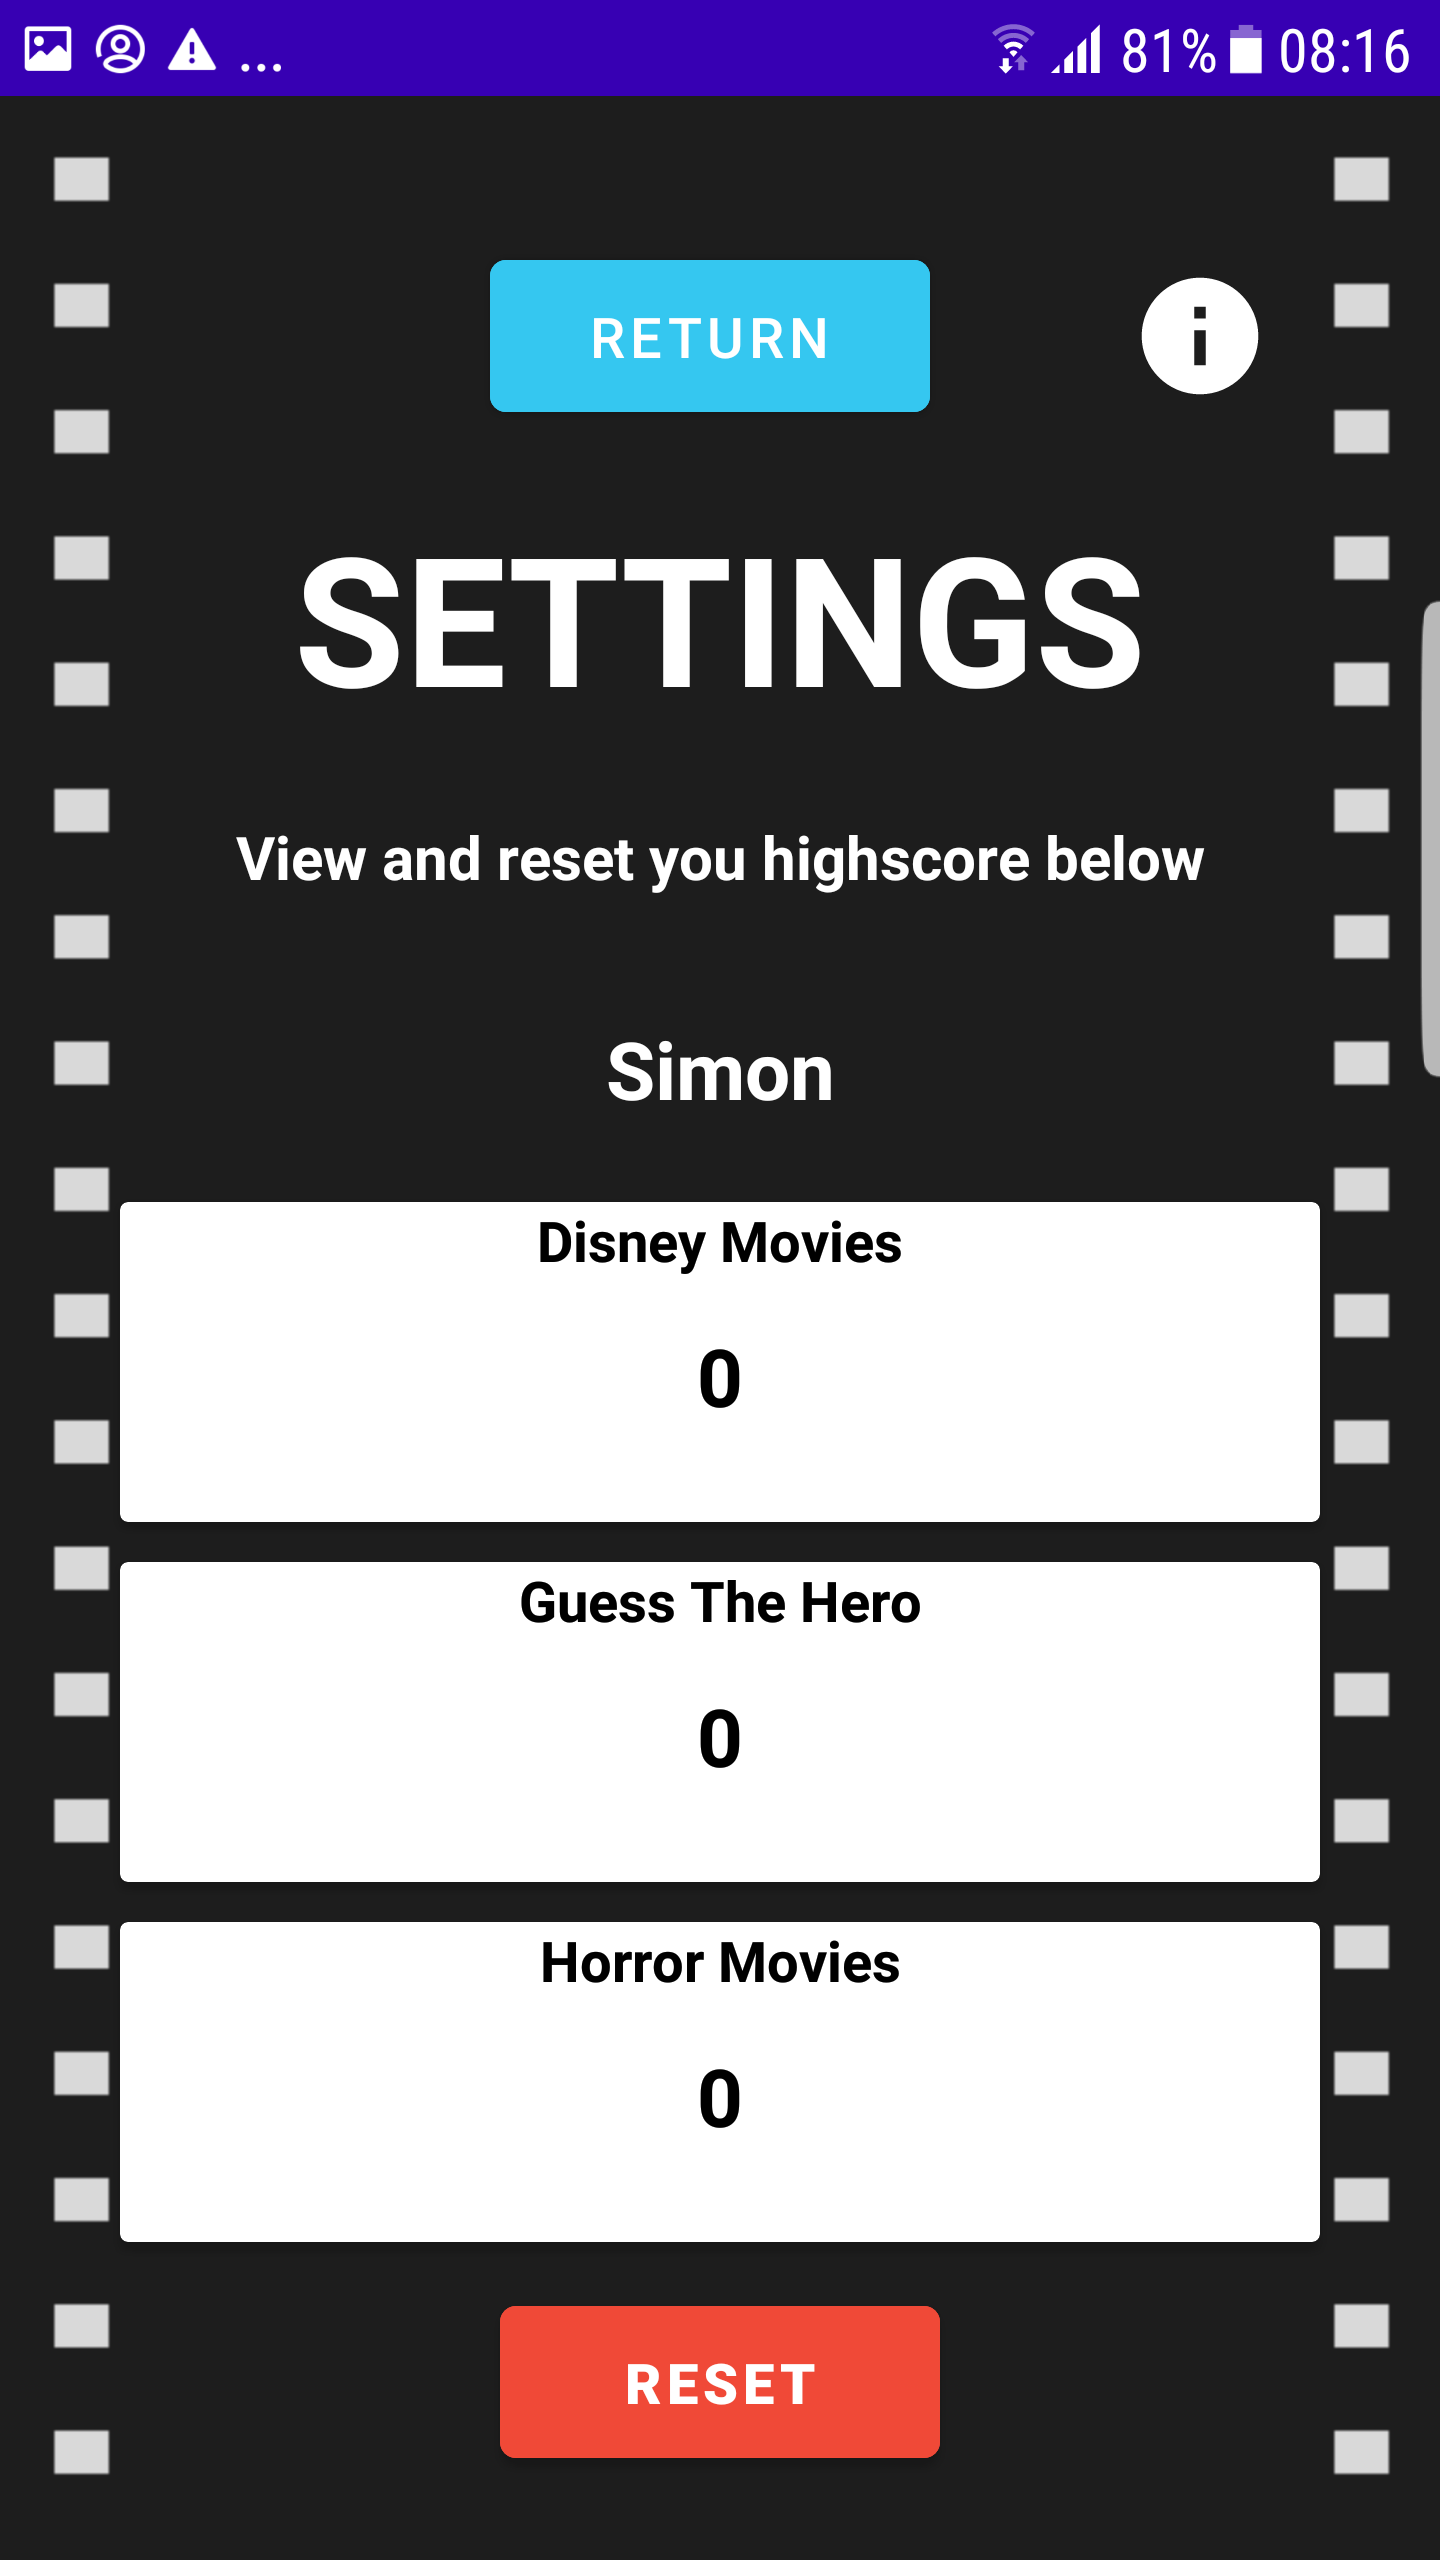 ... 81% 08:16
RETURN
SETTINGS
View and reset you highscore below
Simon
Disney Movies
0
Guess The Hero
0
Horror Movies
0
RESET